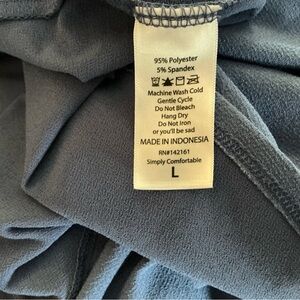 95% Polyester
5% Spandex
Machine Wash Cold
Gentle Cycle
Do Not Bleach
Hang Dry
Do Not Iron
or you'll be sad
MADE IN INDONESIA
RN#142161
Simply Comfortable
L